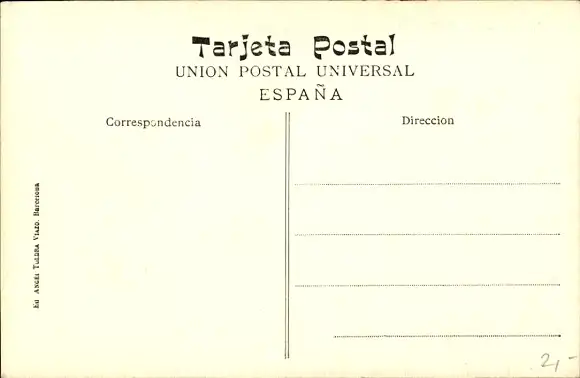 Tarjeta Postal
UNION POSTAL UNIVERSAL
ESPAÑA
Correspondencia
Direccion
Ed ANGEL TOLDRA VIAZO. Barcelona
21-